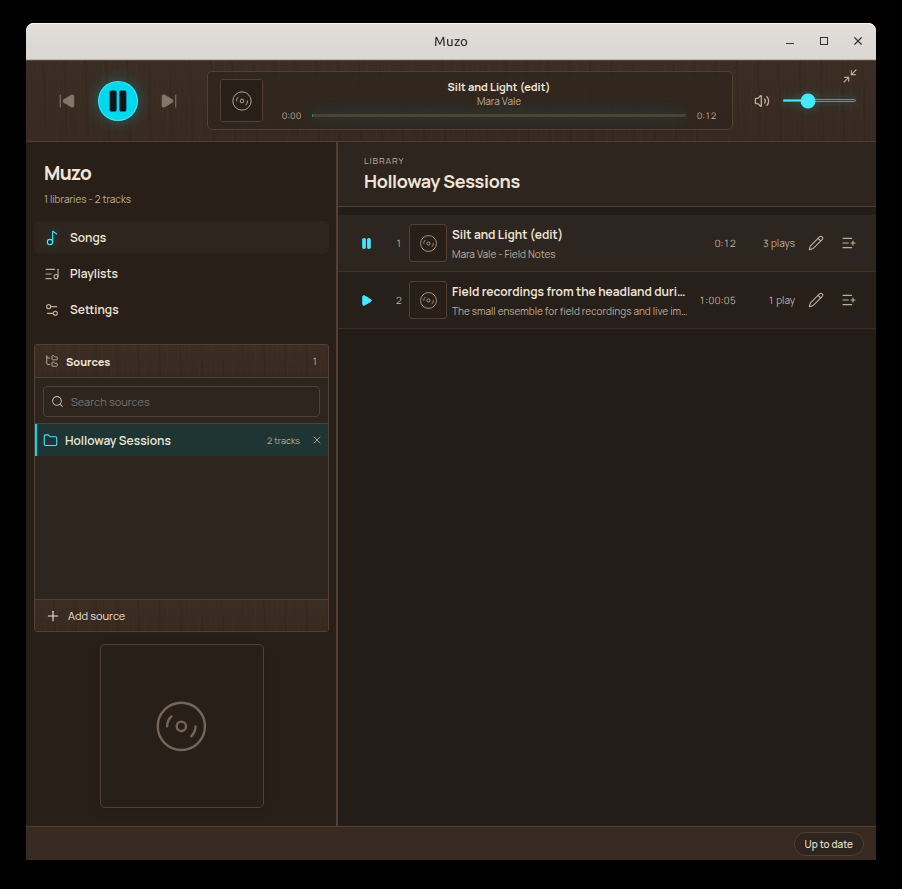 Muzo
Silt and Light (edit)
Mara Vale
0:00
0:12
Muzo
1 libraries - 2 tracks
Songs
Playlists
Settings
Sources
1
Search sources
Holloway Sessions
2 tracks
Add source
LIBRARY
Holloway Sessions
1
Silt and Light (edit)
Mara Vale - Field Notes
0:12
3 plays
2
Field recordings from the headland duri...
The small ensemble for field recordings and live im...
1:00:05
1 play
Up to date